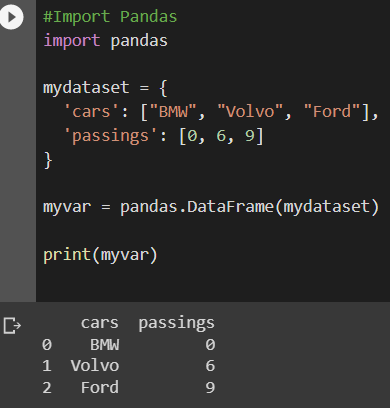 #Import Pandas
import pandas
mydataset = {
  'cars': ["BMW", "Volvo", "Ford"],
  'passings': [0, 6, 9]
}
myvar = pandas.DataFrame(mydataset)
print(myvar)
    cars  passings
0    BMW         0
1  Volvo         6
2   Ford         9